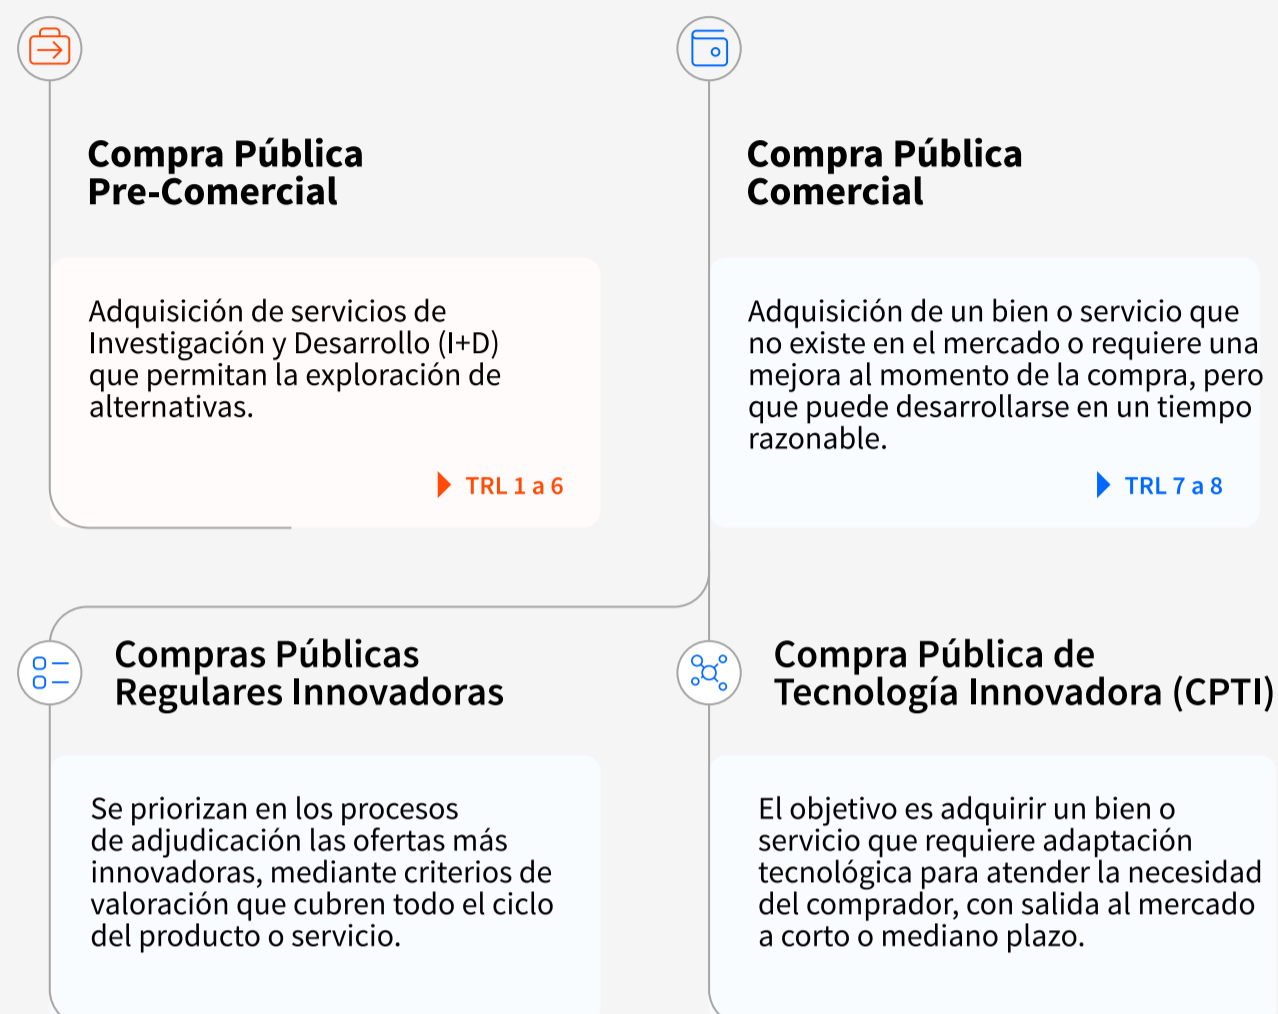 Compra Pública
Pre-Comercial
Adquisición de servicios de
Investigación y Desarrollo (I+D)
que permitan la exploración de
alternativas.
TRL 1 a 6
Compra Pública
Comercial
Adquisición de un bien o servicio que
no existe en el mercado o requiere una
mejora al momento de la compra, pero
que puede desarrollarse en un tiempo
razonable.
TRL 7 a 8
Compras Públicas
Regulares Innovadoras
Se priorizan en los procesos
de adjudicación las ofertas más
innovadoras, mediante criterios de
valoración que cubren todo el ciclo
del producto o servicio.
Compra Pública de
Tecnología Innovadora (CPTI)
El objetivo es adquirir un bien o
servicio que requiere adaptación
tecnológica para atender la necesidad
del comprador, con salida al mercado
a corto o mediano plazo.